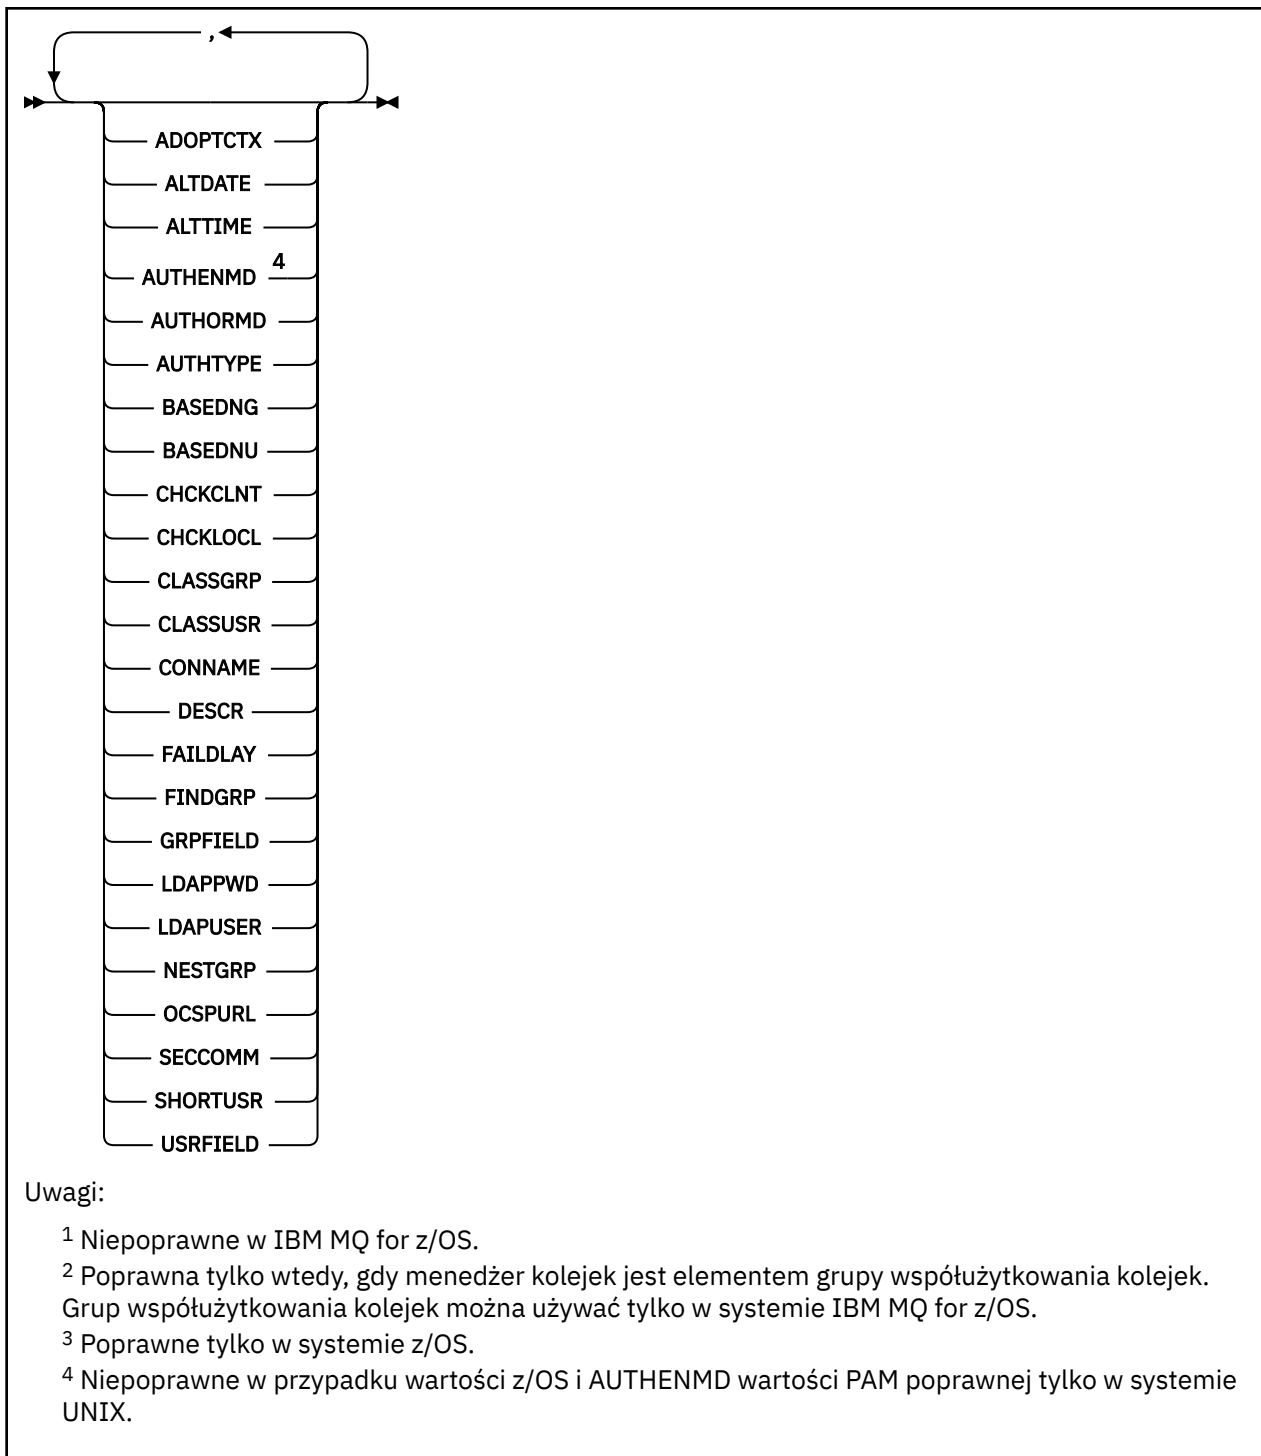 ,
ADOPTCTX
ALTDATE
ALTTIME
AUTHENMD 4
AUTHORMD
AUTHTYPE
BASEDNG
BASEDNU
CHCKCLNT
CHCKLOCL
CLASSGRP
CLASSUSR
CONNAME
DESCR
FAILDLAY
FINDGRP
GRPFIELD
LDAPPWD
LDAPUSER
NESTGRP
OCSPURL
SECCOMM
SHORTUSR
USRFIELD
Uwagi:
1 Niepoprawne w IBM MQ for z/OS.
2 Poprawna tylko wtedy, gdy menedżer kolejek jest elementem grupy współużytkowania kolejek.
Grup współużytkowania kolejek można używać tylko w systemie IBM MQ for z/OS.
3 Poprawne tylko w systemie z/OS.
4 Niepoprawne w przypadku wartości z/OS i AUTHENMD wartości PAM poprawnej tylko w systemie
UNIX.